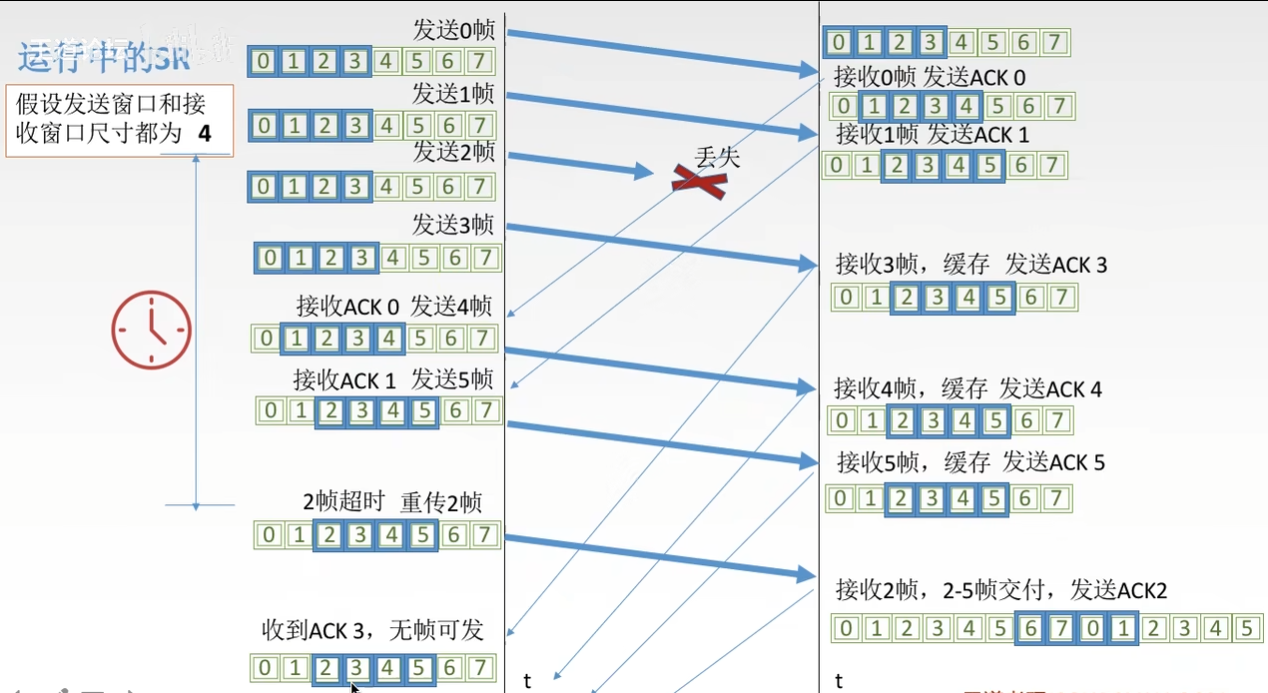 运行中的SR
假设发送窗口和接
收窗口尺寸都为 4
发送0帧
0 1 2 3 4 5 6 7
发送1帧
0 1 2 3 4 5 6 7
发送2帧
0 1 2 3 4 5 6 7
发送3帧
0 1 2 3 4 5 6 7
接收ACK 0 发送4帧
0 1 2 3 4 5 6 7
接收ACK 1 发送5帧
0 1 2 3 4 5 6 7
2帧超时 重传2帧
0 1 2 3 4 5 6 7
收到ACK 3，无帧可发
0 1 2 3 4 5 6 7
丢失
t
0 1 2 3 4 5 6 7
接收0帧 发送ACK 0
0 1 2 3 4 5 6 7
接收1帧 发送ACK 1
0 1 2 3 4 5 6 7
接收3帧，缓存 发送ACK 3
0 1 2 3 4 5 6 7
接收4帧，缓存 发送ACK 4
0 1 2 3 4 5 6 7
接收5帧，缓存 发送ACK 5
0 1 2 3 4 5 6 7
接收2帧，2-5帧交付，发送ACK2
0 1 2 3 4 5 6 7 0 1 2 3 4 5
t